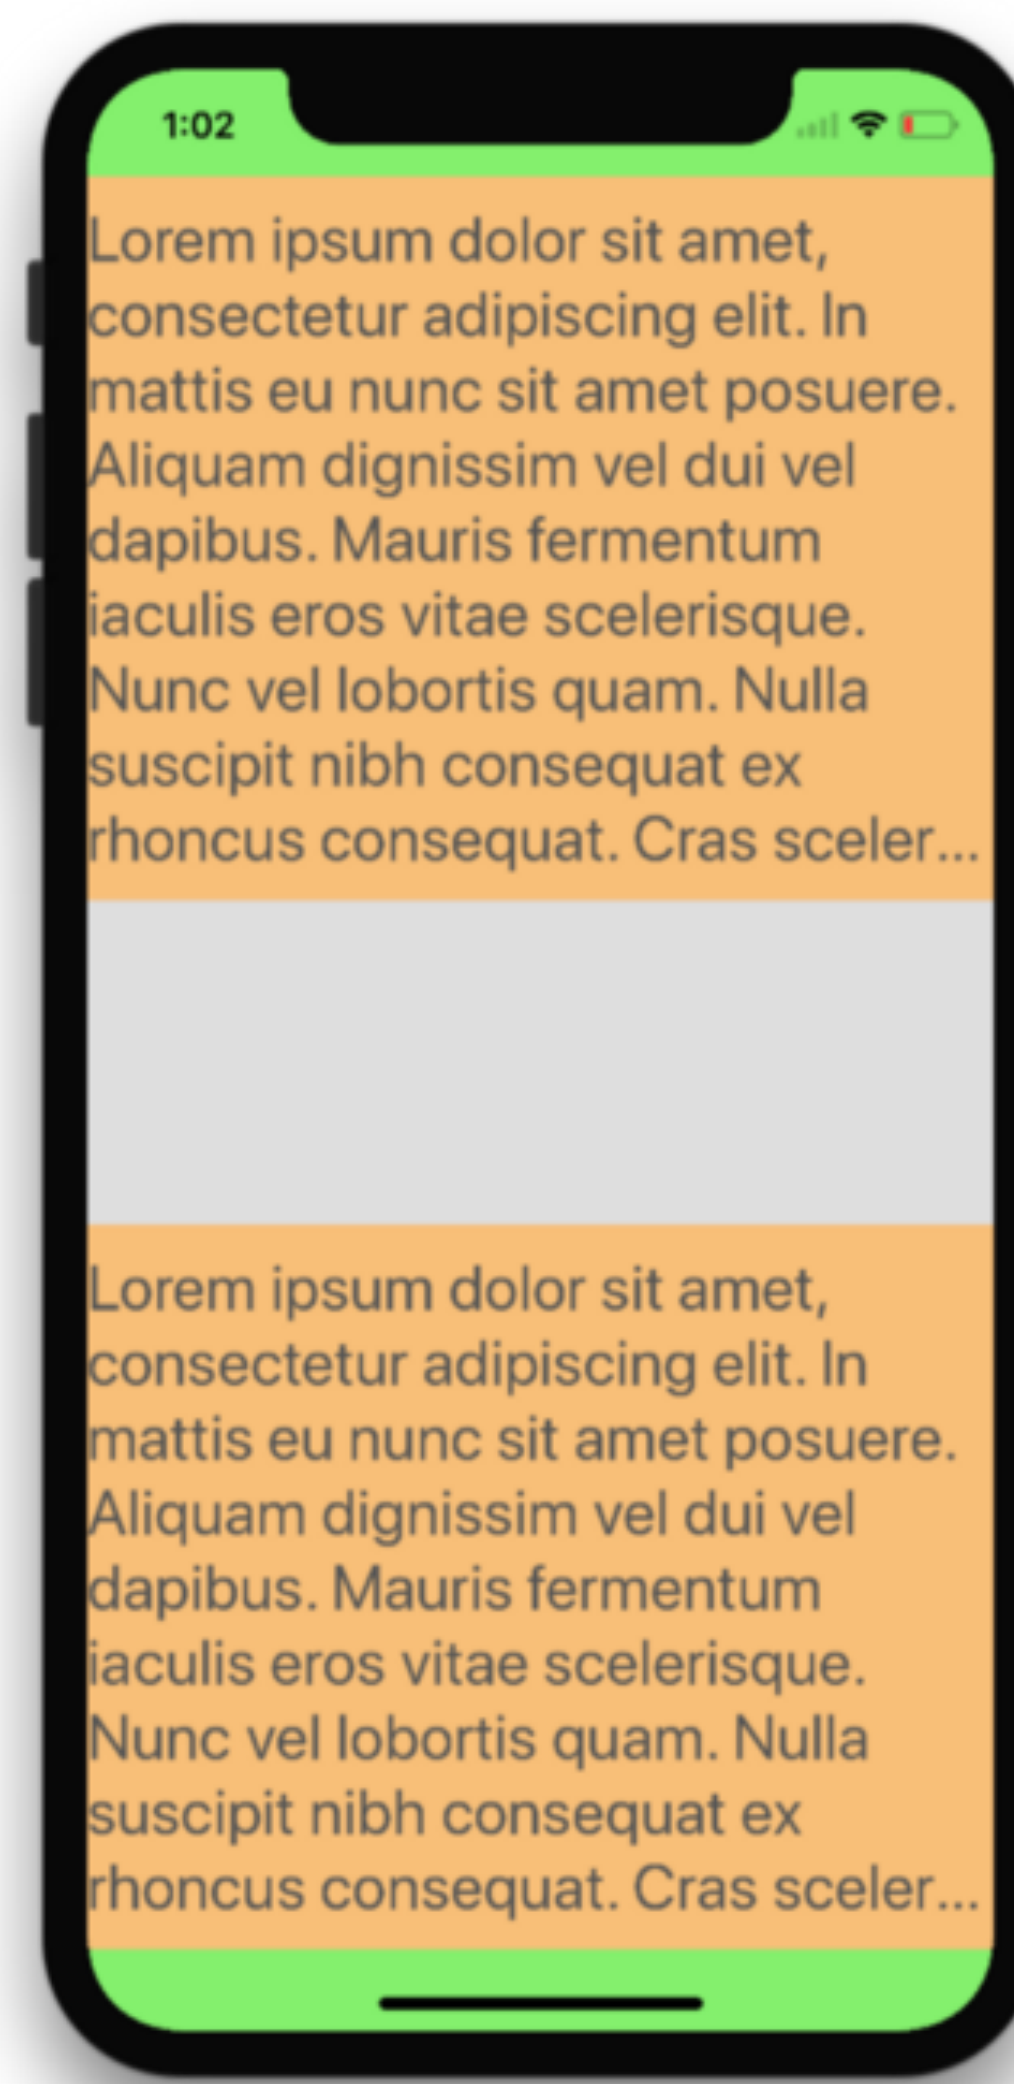 1:02
Lorem ipsum dolor sit amet,
consectetur adipiscing elit. In
mattis eu nunc sit amet posuere.
Aliquam dignissim vel dui vel
dapibus. Mauris fermentum
iaculis eros vitae scelerisque.
Nunc vel lobortis quam. Nulla
suscipit nibh consequat ex
rhoncus consequat. Cras sceler...
Lorem ipsum dolor sit amet,
consectetur adipiscing elit. In
mattis eu nunc sit amet posuere.
Aliquam dignissim vel dui vel
dapibus. Mauris fermentum
iaculis eros vitae scelerisque.
Nunc vel lobortis quam. Nulla
suscipit nibh consequat ex
rhoncus consequat. Cras sceler...